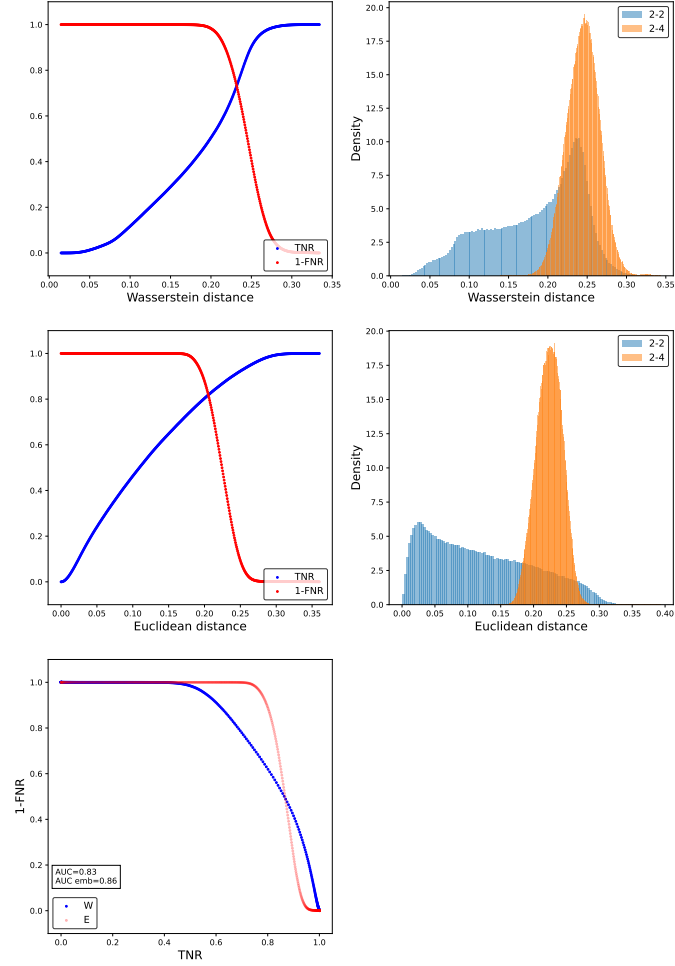 1.0
0.8
0.6
0.4
0.2
0.0
TNR
1-FNR
0.00 0.05 0.10 0.15 0.20 0.25 0.30 0.35
Wasserstein distance
20.0
17.5
15.0
12.5
10.0
7.5
5.0
2.5
0.0
Density
2-2
2-4
0.00 0.05 0.10 0.15 0.20 0.25 0.30 0.35
Wasserstein distance
1.0
0.8
0.6
0.4
0.2
0.0
TNR
1-FNR
0.00 0.05 0.10 0.15 0.20 0.25 0.30 0.35
Euclidean distance
20.0
17.5
15.0
12.5
10.0
7.5
5.0
2.5
0.0
Density
2-2
2-4
0.00 0.05 0.10 0.15 0.20 0.25 0.30 0.35 0.40
Euclidean distance
1.0
0.8
0.6
0.4
0.2
0.0
1-FNR
AUC=0.83
AUC emb=0.86
W
E
0.0 0.2 0.4 0.6 0.8 1.0
TNR